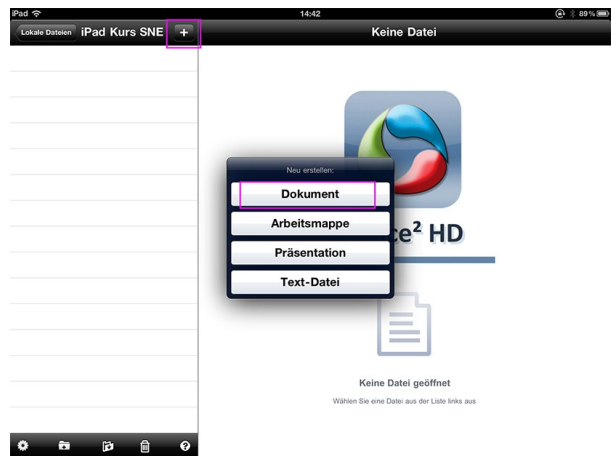 iPad 14:42 89%
Lokale Dateien iPad Kurs SNE + Keine Datei
Neu erstellen:
Dokument
Arbeitsmappe
Präsentation
Text-Datei
ce² HD
Keine Datei geöffnet
Wählen Sie eine Datei aus der Liste links aus